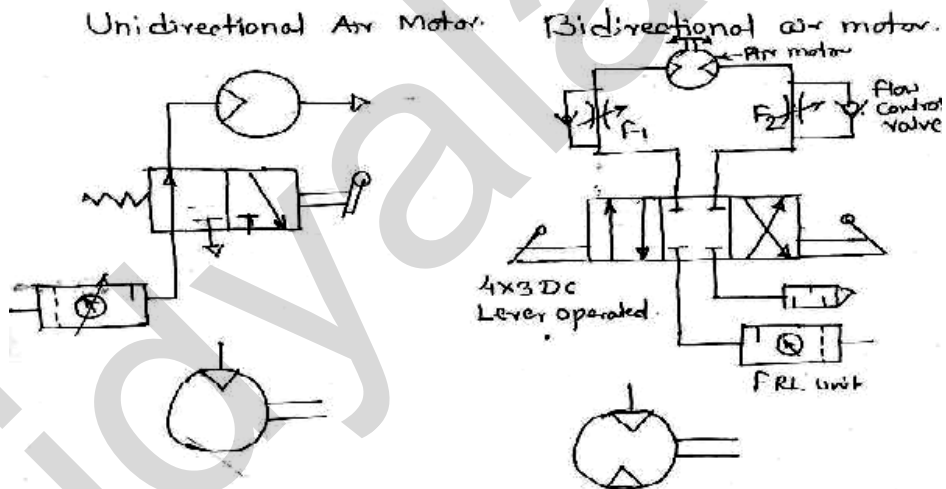 Unidirectional Air Motor.
Bidirectional air motor.
Air motor
F1
F2
flow
control
valve
4x3 DC
Lever operated.
FRL unit